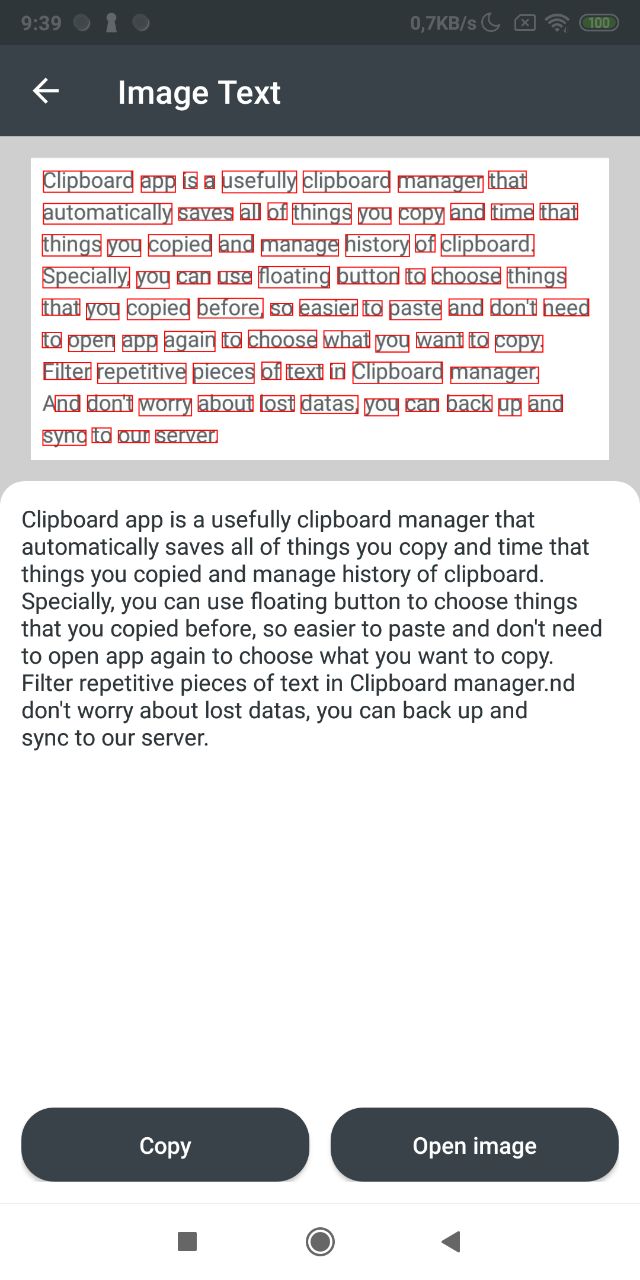 9:39 0,7KB/s 100
Image Text
Clipboard app is a usefully clipboard manager that
automatically saves all of things you copy and time that
things you copied and manage history of clipboard.
Specially, you can use floating button to choose things
that you copied before, so easier to paste and don't need
to open app again to choose what you want to copy.
Filter repetitive pieces of text in Clipboard manager.
And don't worry about lost datas, you can back up and
sync to our server.
Clipboard app is a usefully clipboard manager that
automatically saves all of things you copy and time that
things you copied and manage history of clipboard.
Specially, you can use floating button to choose things
that you copied before, so easier to paste and don't need
to open app again to choose what you want to copy.
Filter repetitive pieces of text in Clipboard manager.nd
don't worry about lost datas, you can back up and
sync to our server.
Copy Open image